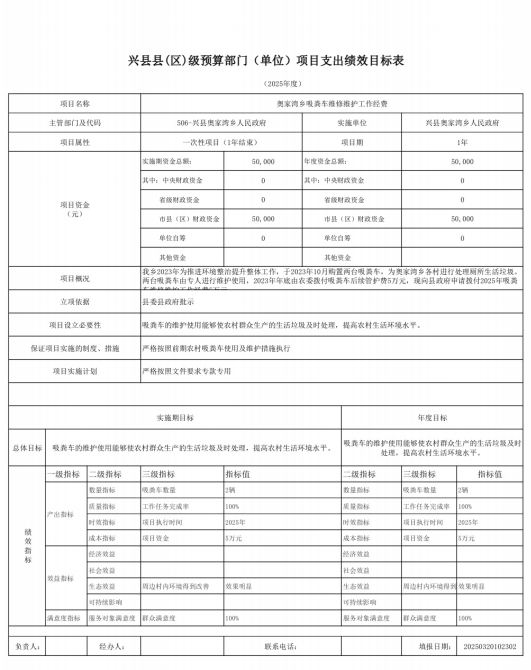 兴县县(区)级预算部门（单位）项目支出绩效目标表
（2025年度）
项目名称 奥家湾乡吸粪车维修维护工作经费
主管部门及代码 506-兴县奥家湾乡人民政府 实施单位 兴县奥家湾乡人民政府
项目属性 一次性项目（1年结束） 项目期 1年
项目资金（元） 实施期资金总额： 50,000 年度资金总额： 50,000
其中：中央财政资金 0 其中：中央财政资金 0
省级财政资金 0 省级财政资金 0
市县（区）财政资金 50,000 市县（区）财政资金 50,000
单位自筹 0 单位自筹 0
其他资金 其他资金
项目概况 我乡2023年为推进环境整治提升整体工作，于2023年10月购置两台吸粪车，为奥家湾乡各村进行处理厕所生活垃圾。
两台吸粪车由专人进行维护使用，2023年年底由农委拨付吸粪车后续管护费5万元，现向县政府申请拨付2025年吸粪
立项依据 县委县政府批示
项目设立必要性 吸粪车的维护使用能够使农村群众生产的生活垃圾及时处理，提高农村生活环境水平。
保证项目实施的制度、措施 严格按照前期农村吸粪车使用及维护措施执行
项目实施计划 严格按照文件要求专款专用
实施期目标 年度目标
总体目标 吸粪车的维护使用能够使农村群众生产的生活垃圾及时处理，提高农村生活环境水平。 吸粪车的维护使用能够使农村群众生产的生活垃圾及时处理，提高农村生活环境水平。
绩效指标 一级指标 二级指标 三级指标 指标值 二级指标 三级指标 指标值
产出指标 数量指标 吸粪车数量 2辆 数量指标 吸粪车数量 2辆
质量指标 工作任务完成率 100% 质量指标 工作任务完成率 100%
时效指标 项目执行时间 2025年 时效指标 项目执行时间 2025年
成本指标 项目资金 5万元 成本指标 项目资金 5万元
效益指标 经济效益 经济效益
社会效益 社会效益
生态效益 周边村内环境得到改善 效果明显 生态效益 周边村内环境得到 效果明显
可持续影响 可持续影响
满意度指标 服务对象满意度 群众满意度 100% 服务对象满意度 群众满意度 100%
负责人： 经办人： 联系电话： 填报日期： 20250320102302